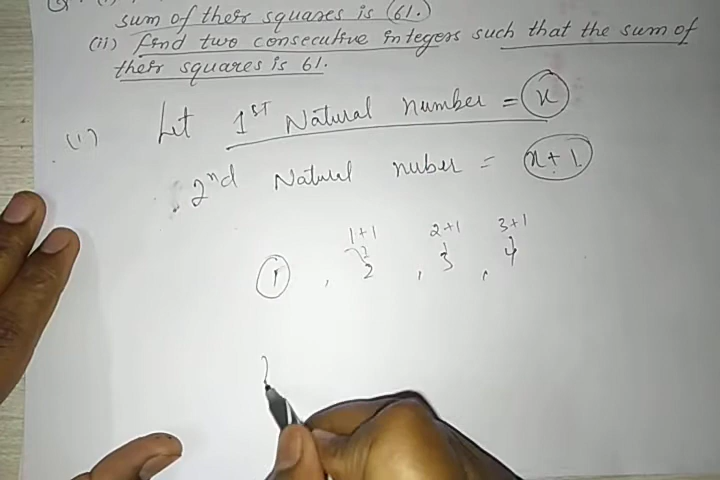 sum of their squares is (61.)
(ii) find two consecutive integers such that the sum of
their squares is 61.
(i) Let 1st Natural number = x
2nd Natural nuber = x+1.
1+1 2+1 3+1
1 , 2 , 3 , 4